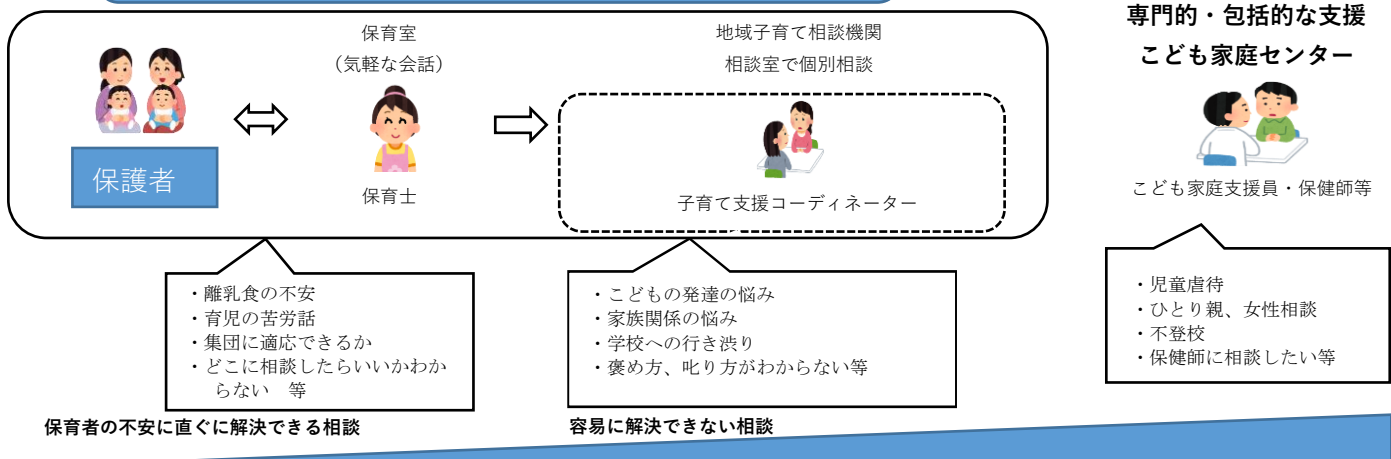 専門的・包括的な支援
こども家庭センター
保育室
(気軽な会話)
地域子育て相談機関
相談室で個別相談
保護者
保育士
子育て支援コーディネーター
こども家庭支援員・保健師等
・離乳食の不安
・育児の苦労話
・集団に適応できるか
・どこに相談したらいいかわか
らない 等
・こどもの発達の悩み
・家族関係の悩み
・学校への行き渋り
・褒め方、叱り方がわからない等
・児童虐待
・ひとり親、女性相談
・不登校
・保健師に相談したい等
保育者の不安に直ぐに解決できる相談
容易に解決できない相談